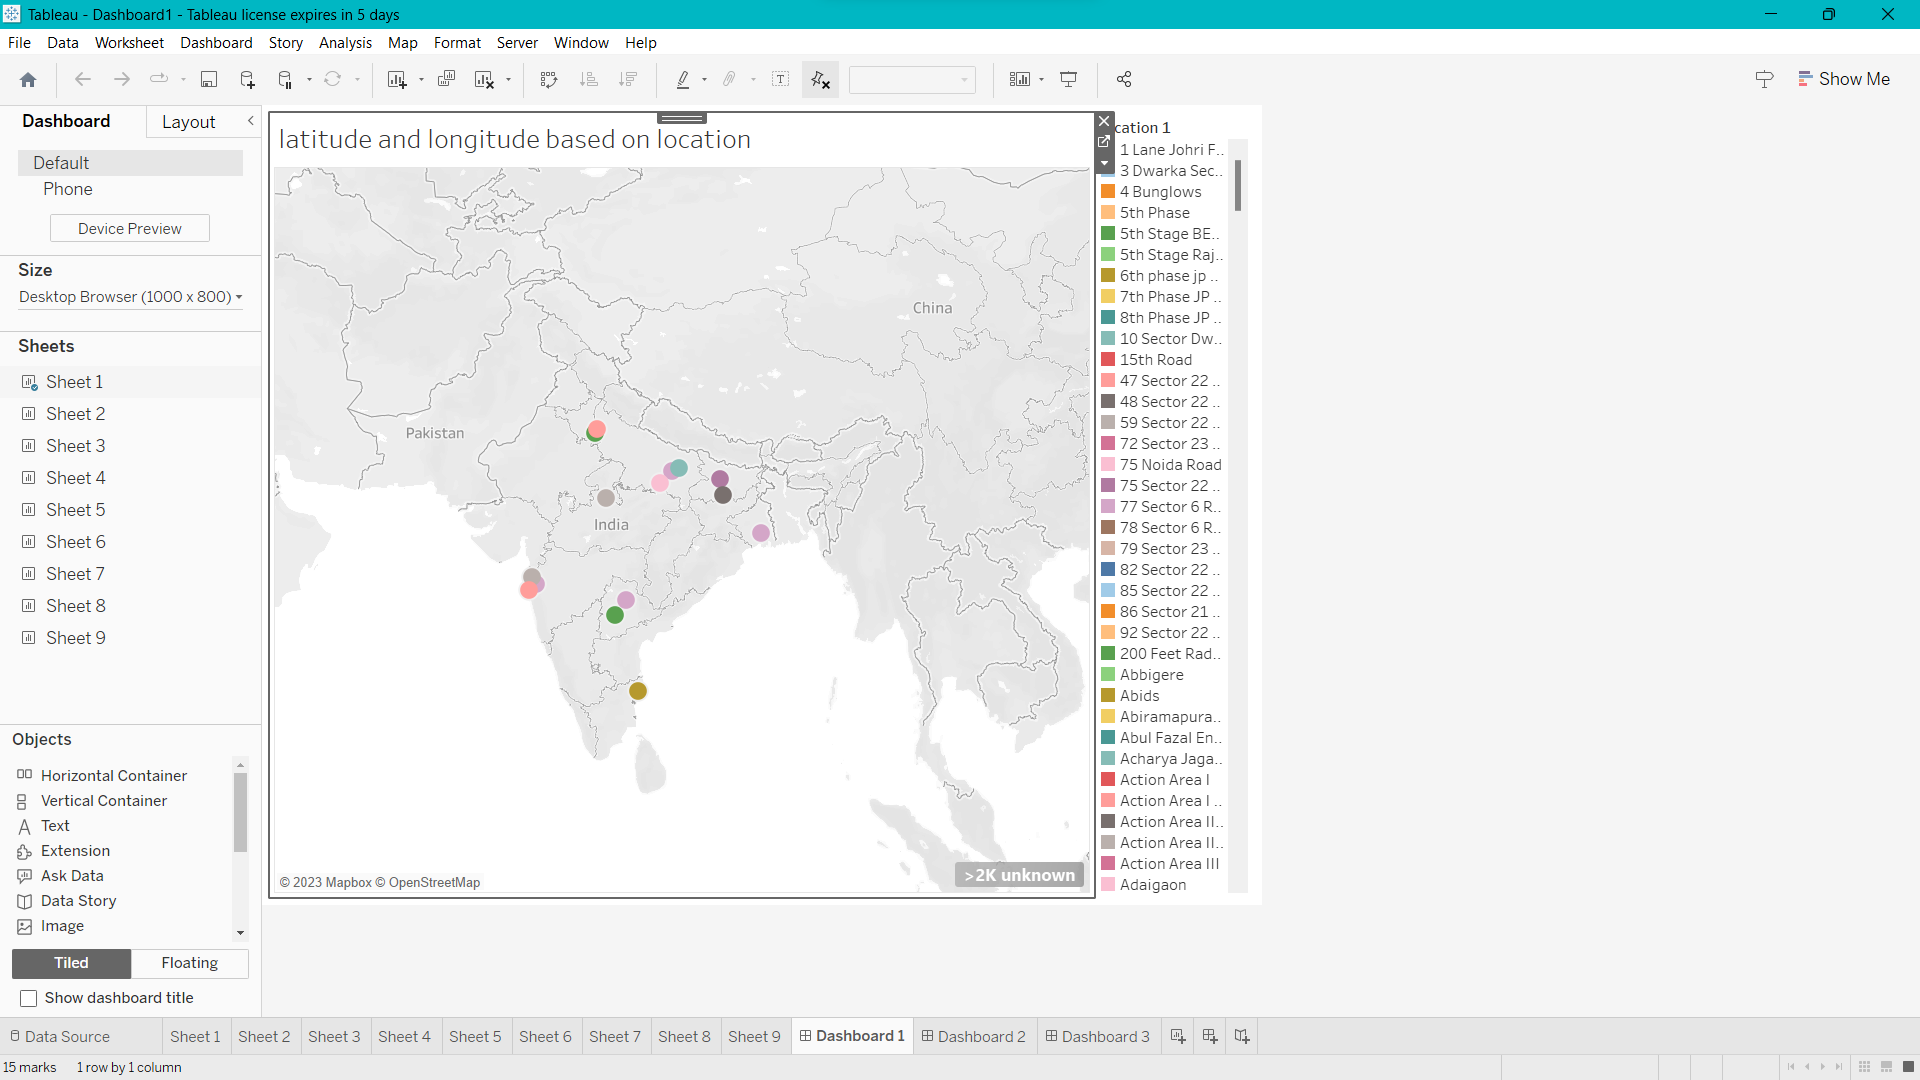 Tableau - Dashboard1 - Tableau license expires in 5 days
File Data Worksheet Dashboard Story Analysis Map Format Server Window Help
Show Me
Dashboard Layout
Default
Phone
Device Preview
Size
Desktop Browser (1000 x 800)
Sheets
Sheet 1
Sheet 2
Sheet 3
Sheet 4
Sheet 5
Sheet 6
Sheet 7
Sheet 8
Sheet 9
Objects
Horizontal Container
Vertical Container
Text
Extension
Ask Data
Data Story
Image
Tiled Floating
Show dashboard title
latitude and longitude based on location
China
Pakistan
India
© 2023 Mapbox © OpenStreetMap
>2K unknown
cation 1
1 Lane Johri F..
3 Dwarka Sec..
4 Bunglows
5th Phase
5th Stage BE..
5th Stage Raj..
6th phase jp ..
7th Phase JP ..
8th Phase JP ..
10 Sector Dw..
15th Road
47 Sector 22 ..
48 Sector 22 ..
59 Sector 22 ..
72 Sector 23 ..
75 Noida Road
75 Sector 22 ..
77 Sector 6 R..
78 Sector 6 R..
79 Sector 23 ..
82 Sector 22 ..
85 Sector 22 ..
86 Sector 21 ..
92 Sector 22 ..
200 Feet Rad..
Abbigere
Abids
Abiramapura..
Abul Fazal En..
Acharya Jaga..
Action Area I
Action Area I ..
Action Area II..
Action Area II..
Action Area III
Adaigaon
Data Source Sheet 1 Sheet 2 Sheet 3 Sheet 4 Sheet 5 Sheet 6 Sheet 7 Sheet 8 Sheet 9 Dashboard 1 Dashboard 2 Dashboard 3
15 marks 1 row by 1 column